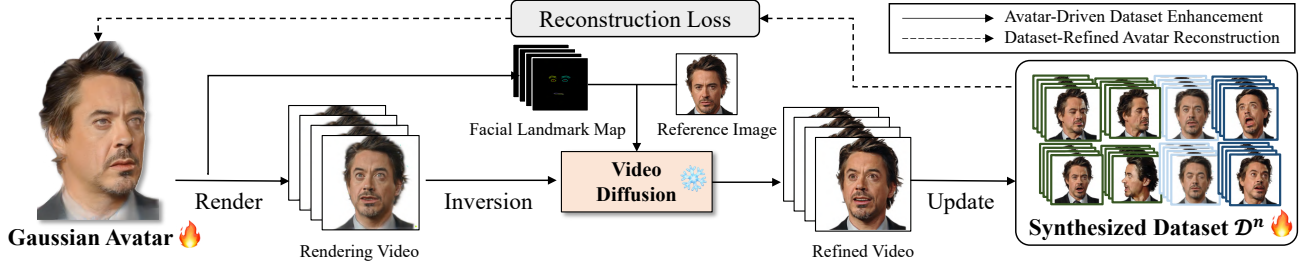 Reconstruction Loss
Avatar-Driven Dataset Enhancement
Dataset-Refined Avatar Reconstruction
Facial Landmark Map
Reference Image
Video
Diffusion
Render
Inversion
Update
Gaussian Avatar
Rendering Video
Refined Video
Synthesized Dataset 𝒟ⁿ